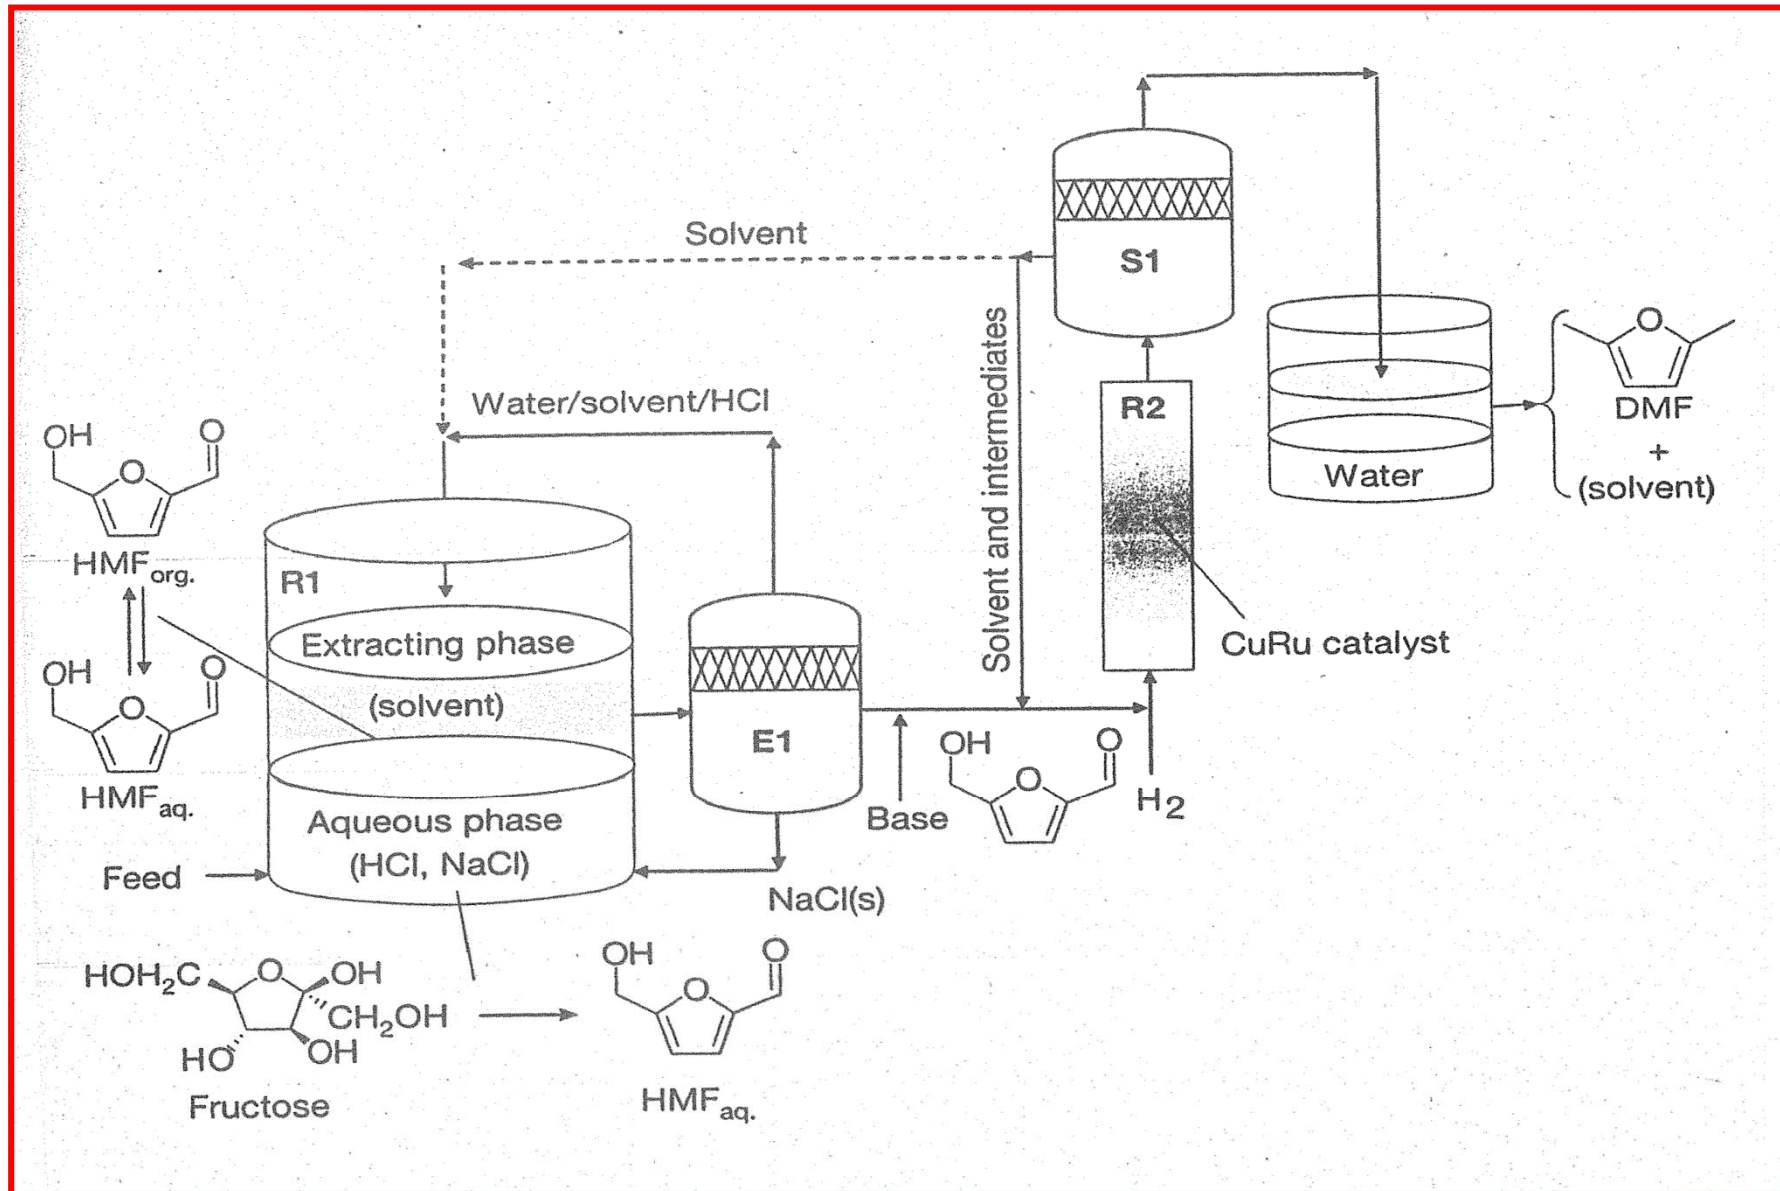 S1
Solvent
Solvent and intermediates
R2
O
DMF
+
(solvent)
Water
Water/solvent/HCl
OH
O
O
HMForg.
OH
O
O
HMFaq.
R1
Extracting phase
(solvent)
Aqueous phase
(HCl, NaCl)
Feed
E1
CuRu catalyst
Base
OH
O
O
H2
NaCl(s)
HOH2C
O
OH
CH2OH
HO
OH
Fructose
OH
O
O
HMFaq.